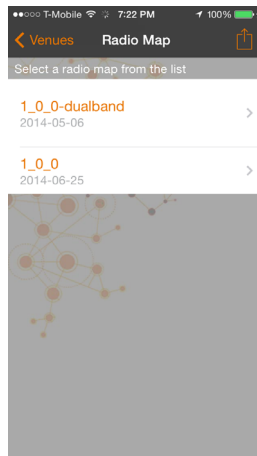 T-Mobile 7:22 PM 100%
Venues Radio Map
Select a radio map from the list
1_0_0-dualband
2014-05-06
1_0_0
2014-06-25